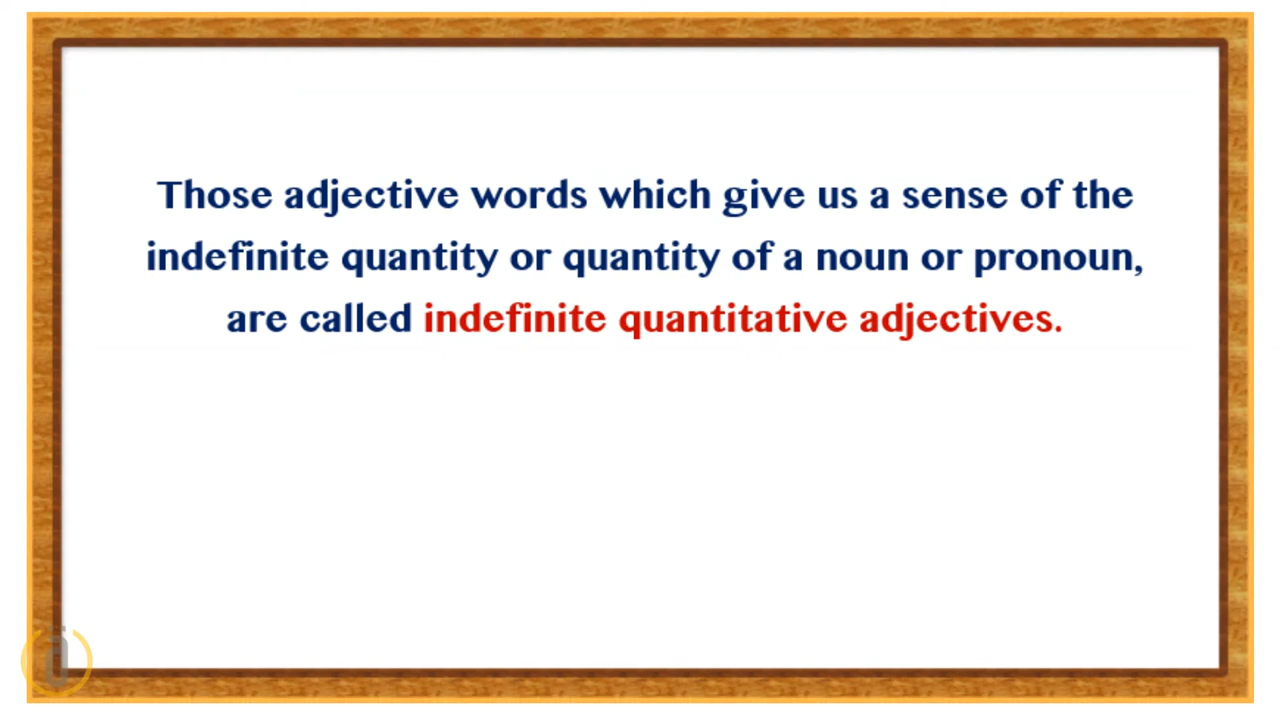 Those adjective words which give us a sense of the
indefinite quantity or quantity of a noun or pronoun,
are called indefinite quantitative adjectives.